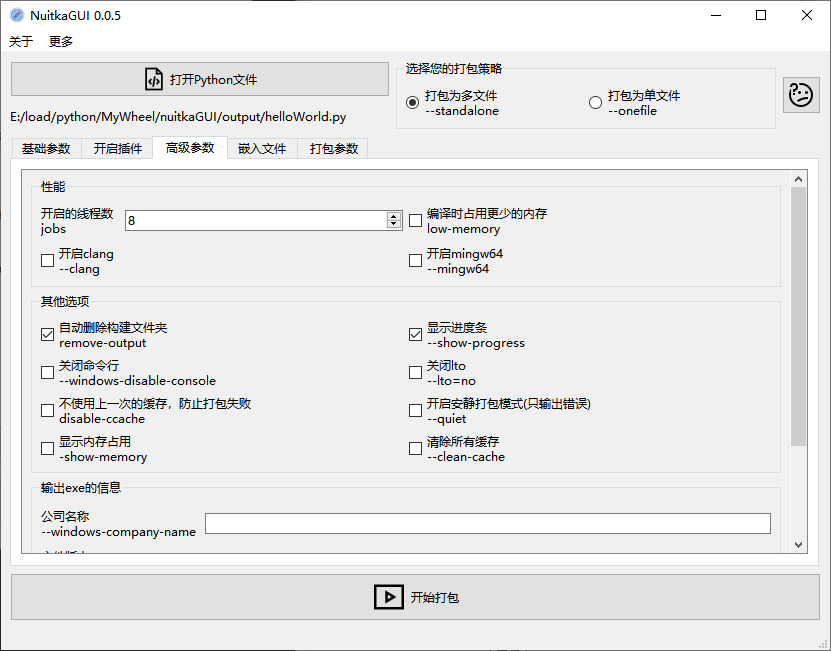 NuitkaGUI 0.0.5
关于 更多
打开Python文件
选择您的打包策略
打包为多文件
--standalone
打包为单文件
--onefile
E:/load/python/MyWheel/nuitkaGUI/output/helloWorld.py
基础参数 开启插件 高级参数 嵌入文件 打包参数
性能
开启的线程数
jobs
8
编译时占用更少的内存
low-memory
开启clang
--clang
开启mingw64
--mingw64
其他选项
自动删除构建文件夹
remove-output
显示进度条
--show-progress
关闭命令行
--windows-disable-console
关闭lto
--lto=no
不使用上一次的缓存，防止打包失败
disable-ccache
开启安静打包模式(只输出错误)
--quiet
显示内存占用
-show-memory
清除所有缓存
--clean-cache
输出exe的信息
公司名称
--windows-company-name
开始打包